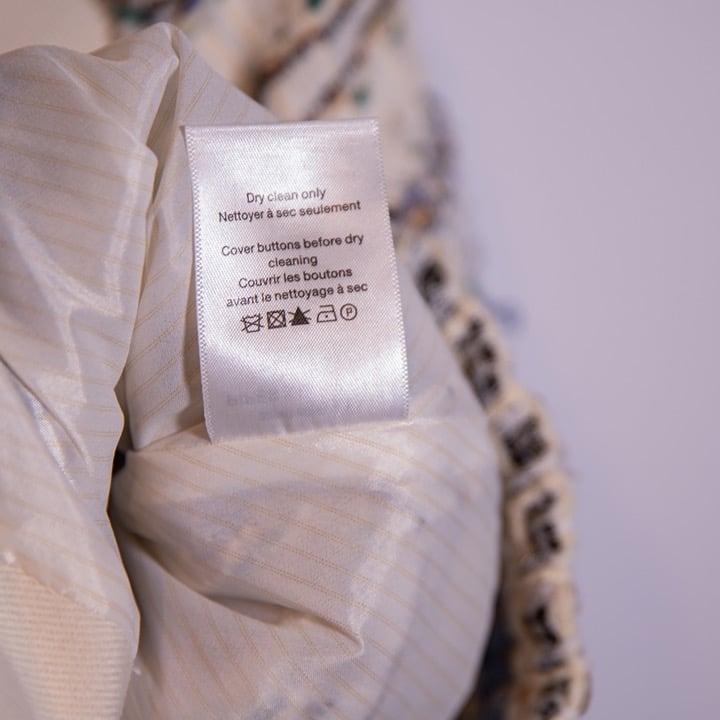 Dry clean only
Nettoyer à sec seulement
Cover buttons before dry
cleaning
Couvrir les boutons
avant le nettoyage à sec
P